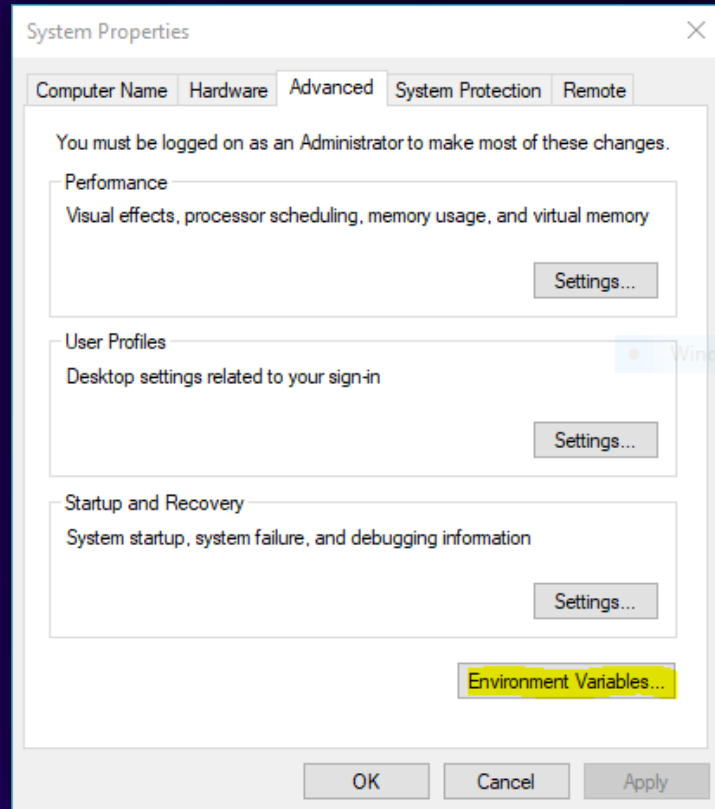 System Properties
Computer Name Hardware Advanced System Protection Remote
You must be logged on as an Administrator to make most of these changes.
Performance
Visual effects, processor scheduling, memory usage, and virtual memory
Settings...
User Profiles
Wind
Desktop settings related to your sign-in
Settings...
Startup and Recovery
System startup, system failure, and debugging information
Settings...
Environment Variables...
OK Cancel Apply